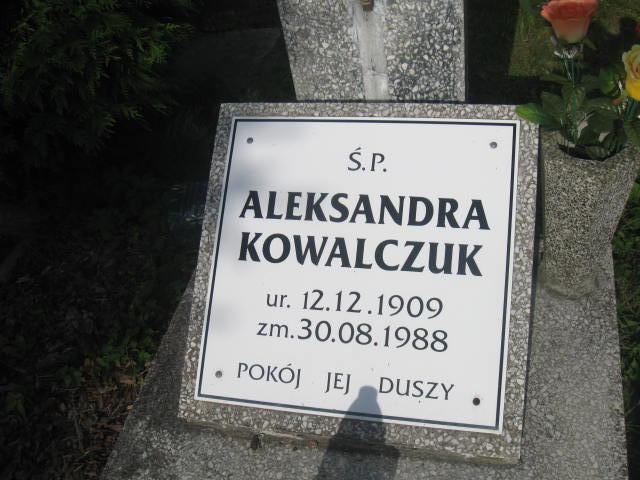 Ś.P.
ALEKSANDRA
KOWALCZUK
ur. 12.12.1909
zm.30.08.1988
POKÓJ JEJ DUSZY